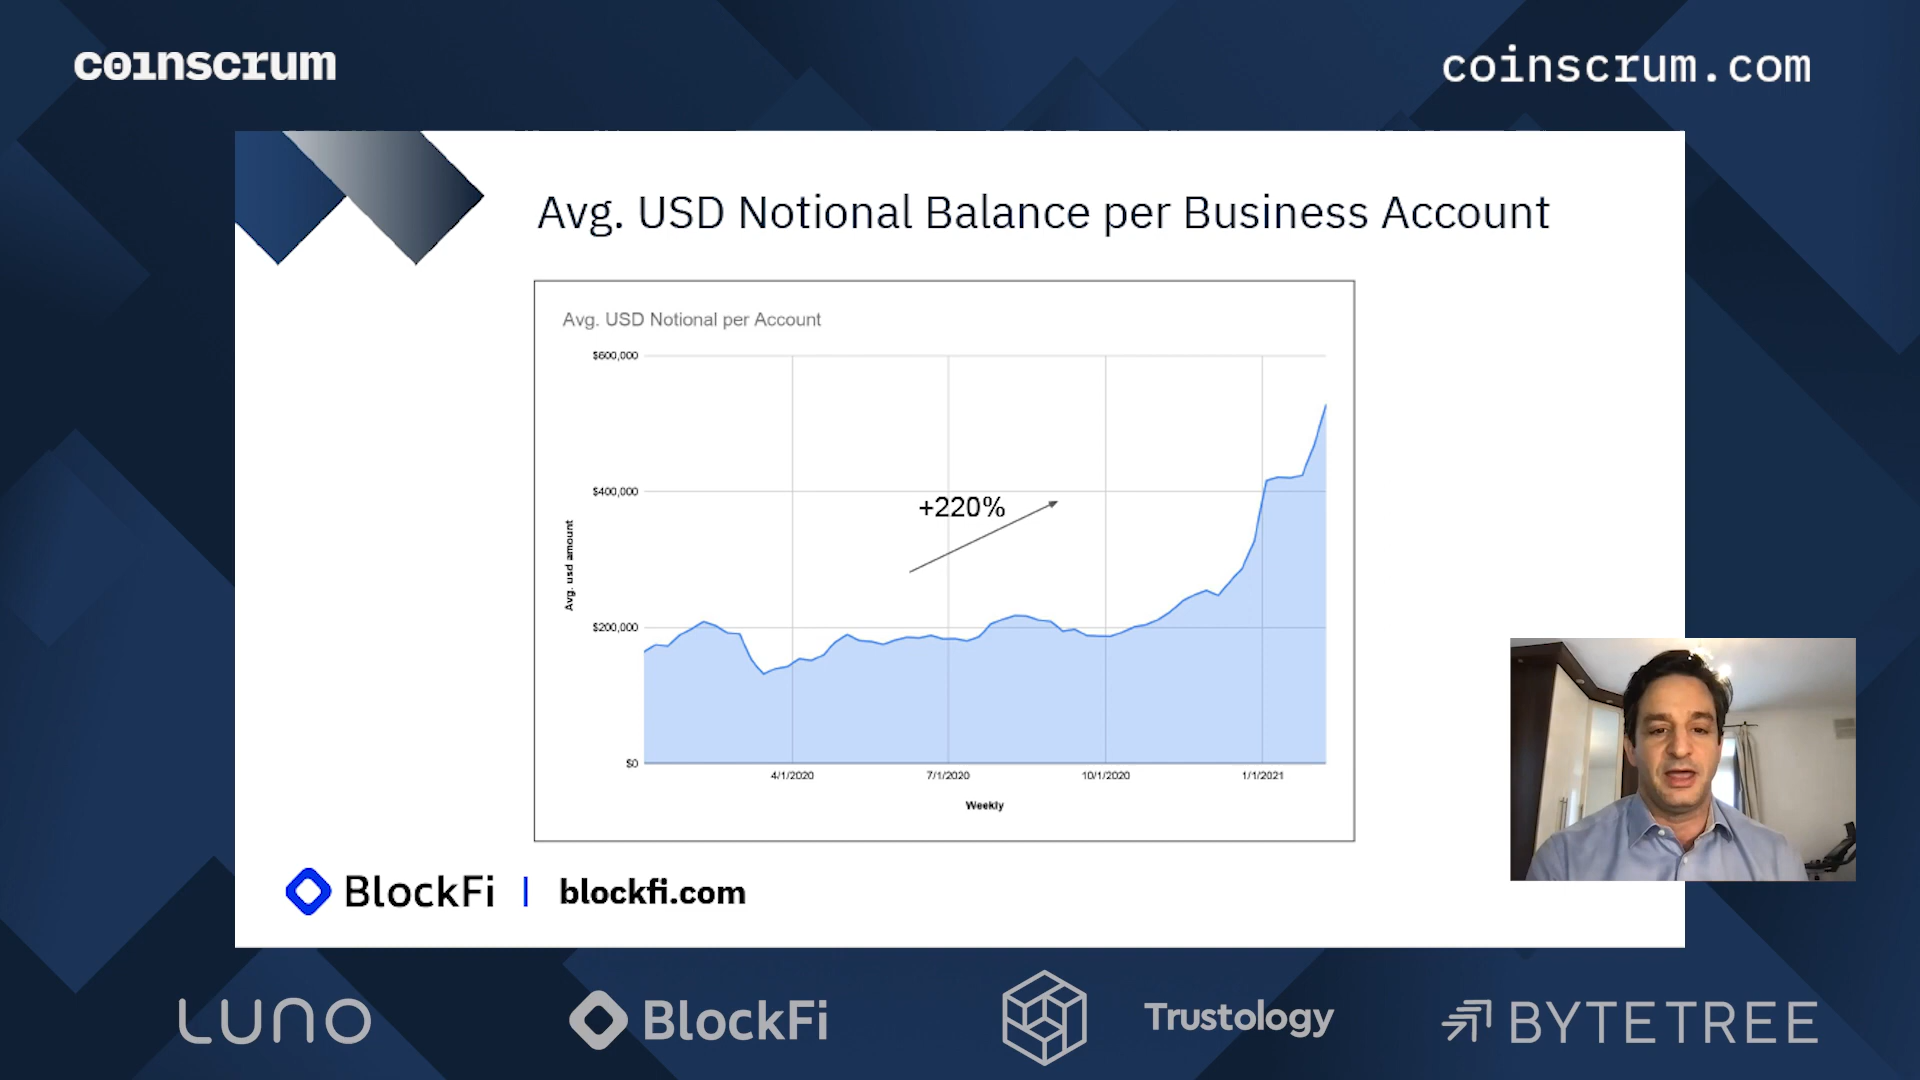 coinscrum
coinscrum.com
Avg. USD Notional Balance per Business Account
Avg. USD Notional per Account
$600,000
$400,000
$200,000
$0
Avg. usd amount
+220%
4/1/2020
7/1/2020
10/1/2020
1/1/2021
Weekly
BlockFi | blockfi.com
LUNO
BlockFi
Trustology
BYTETREE